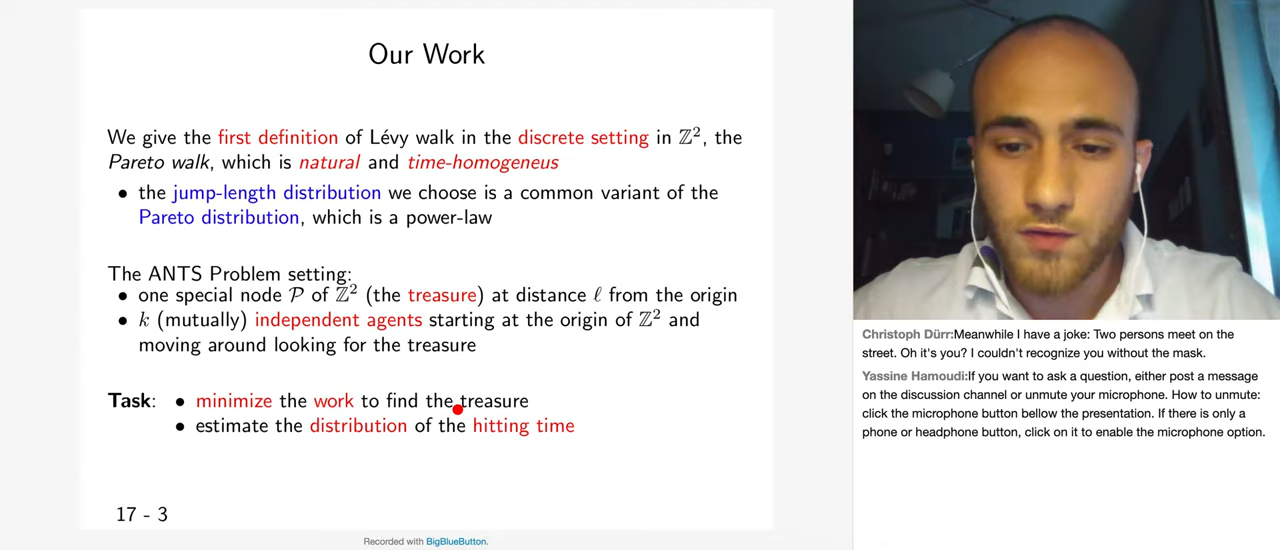 Our Work
We give the first definition of Lévy walk in the discrete setting in ℤ², the
Pareto walk, which is natural and time-homogeneus
• the jump-length distribution we choose is a common variant of the
Pareto distribution, which is a power-law
The ANTS Problem setting:
• one special node 𝒫 of ℤ² (the treasure) at distance ℓ from the origin
• k (mutually) independent agents starting at the origin of ℤ² and
moving around looking for the treasure
Task: • minimize the work to find the treasure
• estimate the distribution of the hitting time
17 - 3
Recorded with BigBlueButton.
Christoph Dürr:Meanwhile I have a joke: Two persons meet on the
street. Oh it's you? I couldn't recognize you without the mask.
Yassine Hamoudi:If you want to ask a question, either post a message
on the discussion channel or unmute your microphone. How to unmute:
click the microphone button bellow the presentation. If there is only a
phone or headphone button, click on it to enable the microphone option.